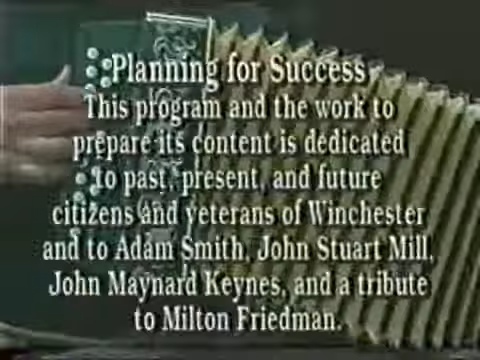 Planning for Success
This program and the work to
prepare its content is dedicated
to past, present, and future
citizens and veterans of Winchester
and to Adam Smith, John Stuart Mill,
John Maynard Keynes, and a tribute
to Milton Friedman.